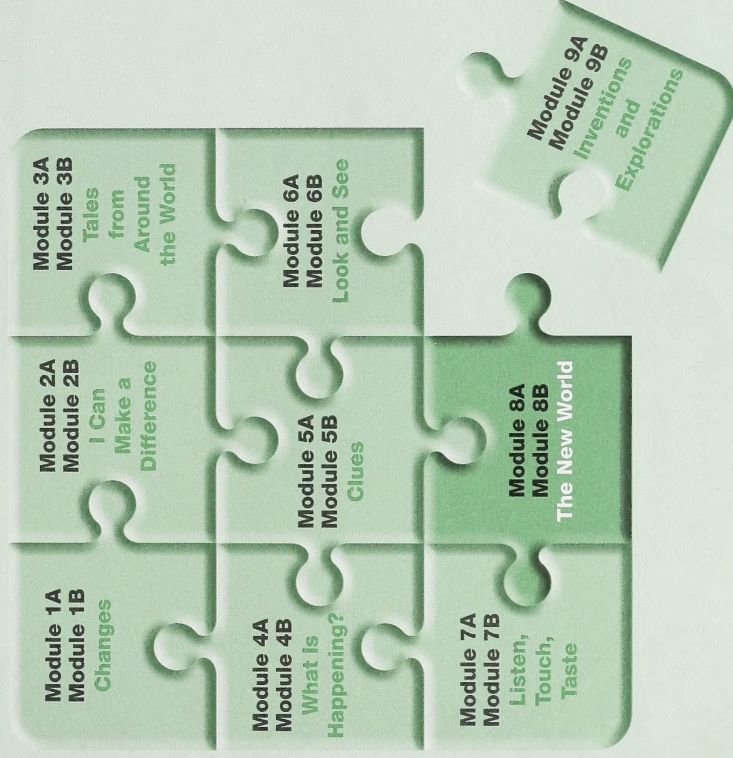 Module 1A
Module 1B
Changes
Module 2A
Module 2B
I Can
Make a
Difference
Module 3A
Module 3B
Tales
from
Around
the World
Module 4A
Module 4B
What Is
Happening?
Module 5A
Module 5B
Clues
Module 6A
Module 6B
Look and See
Module 7A
Module 7B
Listen,
Touch,
Taste
Module 8A
Module 8B
The New World
Module 9A
Module 9B
Inventions
and
Explorations